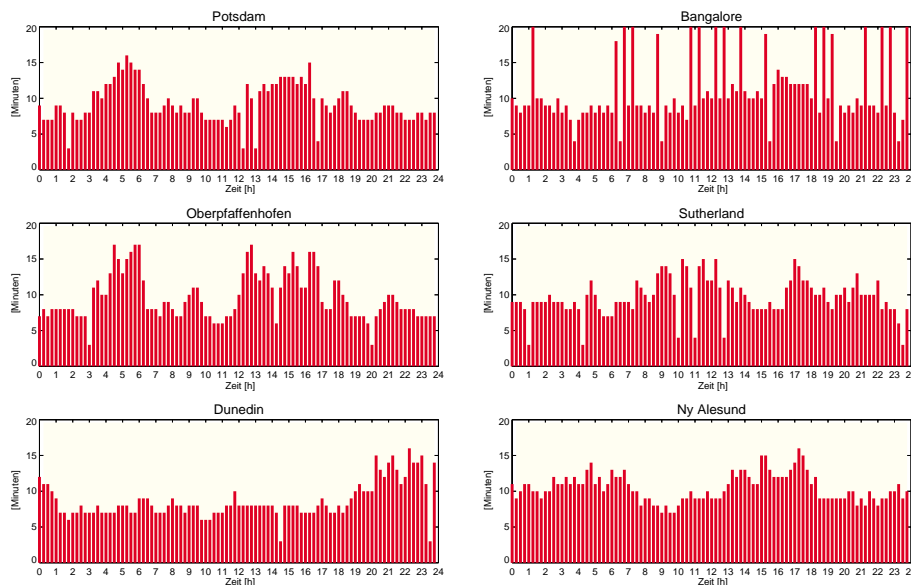 Potsdam
20
15
10
5
0
[Minuten]
0 1 2 3 4 5 6 7 8 9 10 11 12 13 14 15 16 17 18 19 20 21 22 23 24
Zeit [h]
Bangalore
20
15
10
5
0
[Minuten]
0 1 2 3 4 5 6 7 8 9 10 11 12 13 14 15 16 17 18 19 20 21 22 23 2
Zeit [h]
Oberpfaffenhofen
20
15
10
5
0
[Minuten]
0 1 2 3 4 5 6 7 8 9 10 11 12 13 14 15 16 17 18 19 20 21 22 23 24
Zeit [h]
Sutherland
20
15
10
5
0
[Minuten]
0 1 2 3 4 5 6 7 8 9 10 11 12 13 14 15 16 17 18 19 20 21 22 23 2
Zeit [h]
Dunedin
20
15
10
5
0
[Minuten]
0 1 2 3 4 5 6 7 8 9 10 11 12 13 14 15 16 17 18 19 20 21 22 23 24
Zeit [h]
Ny Alesund
20
15
10
5
0
[Minuten]
0 1 2 3 4 5 6 7 8 9 10 11 12 13 14 15 16 17 18 19 20 21 22 23 2
Zeit [h]